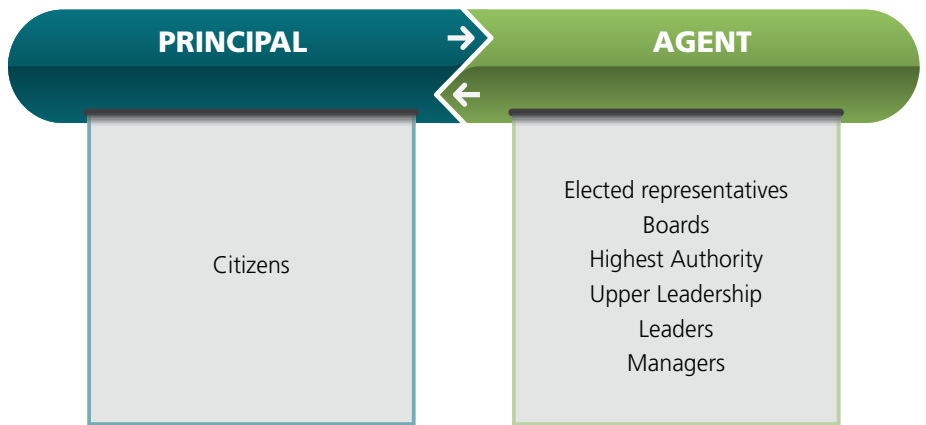 PRINCIPAL
AGENT
Citizens
Elected representatives
Boards
Highest Authority
Upper Leadership
Leaders
Managers